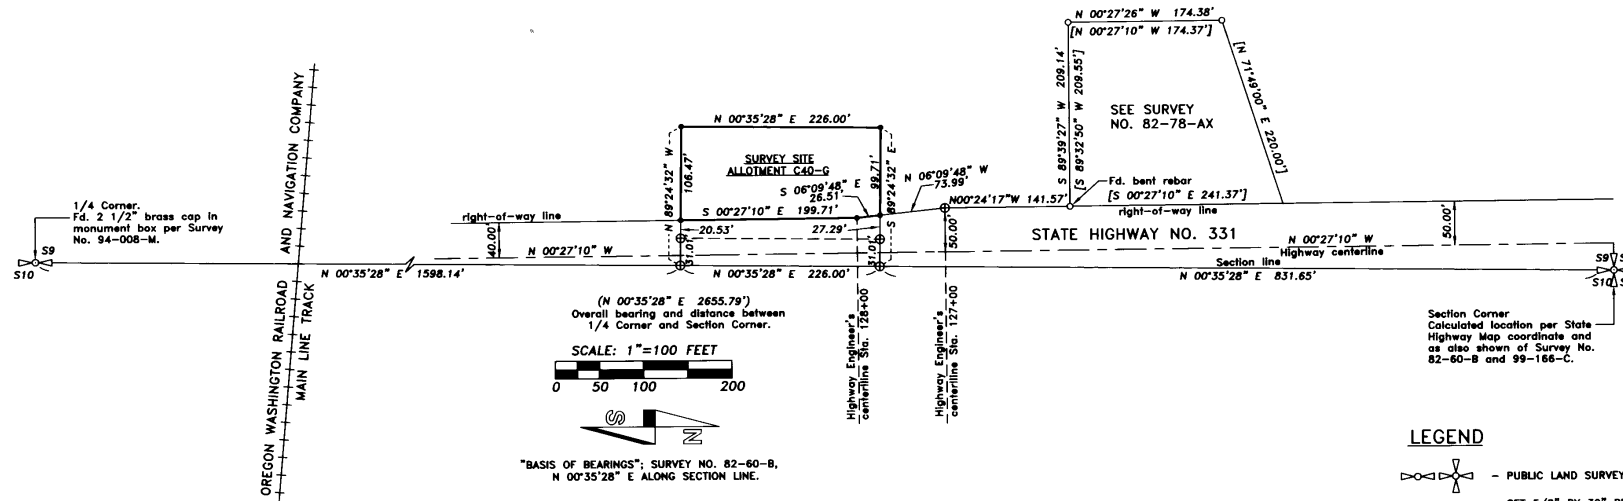 N 00°27'26" W 174.38'
[N 00°27'10" W 174.37']
S 89°39'27" W 209.14'
[S 89°32'50" W 209.55']
[N 71°49'00" E 220.00']
SEE SURVEY
NO. 82-78-AX
OREGON WASHINGTON RAILROAD
AND NAVIGATION COMPANY
MAIN LINE TRACK
N 00°35'28" E 226.00'
SURVEY SITE
ALLOTMENT C40-G
N 89°24'32" W
106.47'
99.71'
S 89°24'32" E
S 06°09'48" E
26.51'
N 06°09'48" W
73.99'
N00°24'17"W 141.57'
Fd. bent rebar
[S 00°27'10" E 241.37']
right-of-way line
1/4 Corner.
Fd. 2 1/2" brass cap in
monument box per Survey
No. 94-008-M.
S9
S10
right-of-way line
S 00°27'10" E 199.71'
20.53'
27.29'
40.00'
31.01'
31.01'
50.00'
50.00'
STATE HIGHWAY NO. 331
N 00°27'10" W
N 00°27'10" W
Highway centerline
Section line
N 00°35'28" E 1598.14'
N 00°35'28" E 226.00'
N 00°35'28" E 831.65'
S9
S10
(N 00°35'28" E 2655.79')
Overall bearing and distance between
1/4 Corner and Section Corner.
SCALE: 1"=100 FEET
0 50 100 200
S
N
"BASIS OF BEARINGS"; SURVEY NO. 82-60-B,
N 00°35'28" E ALONG SECTION LINE.
Highway Engineer's
centerline Sta. 128+00
Highway Engineer's
centerline Sta. 127+00
Section Corner
Calculated location per State
Highway Map coordinate and
as also shown of Survey No.
82-60-B and 99-166-C.
LEGEND
- PUBLIC LAND SURVEY